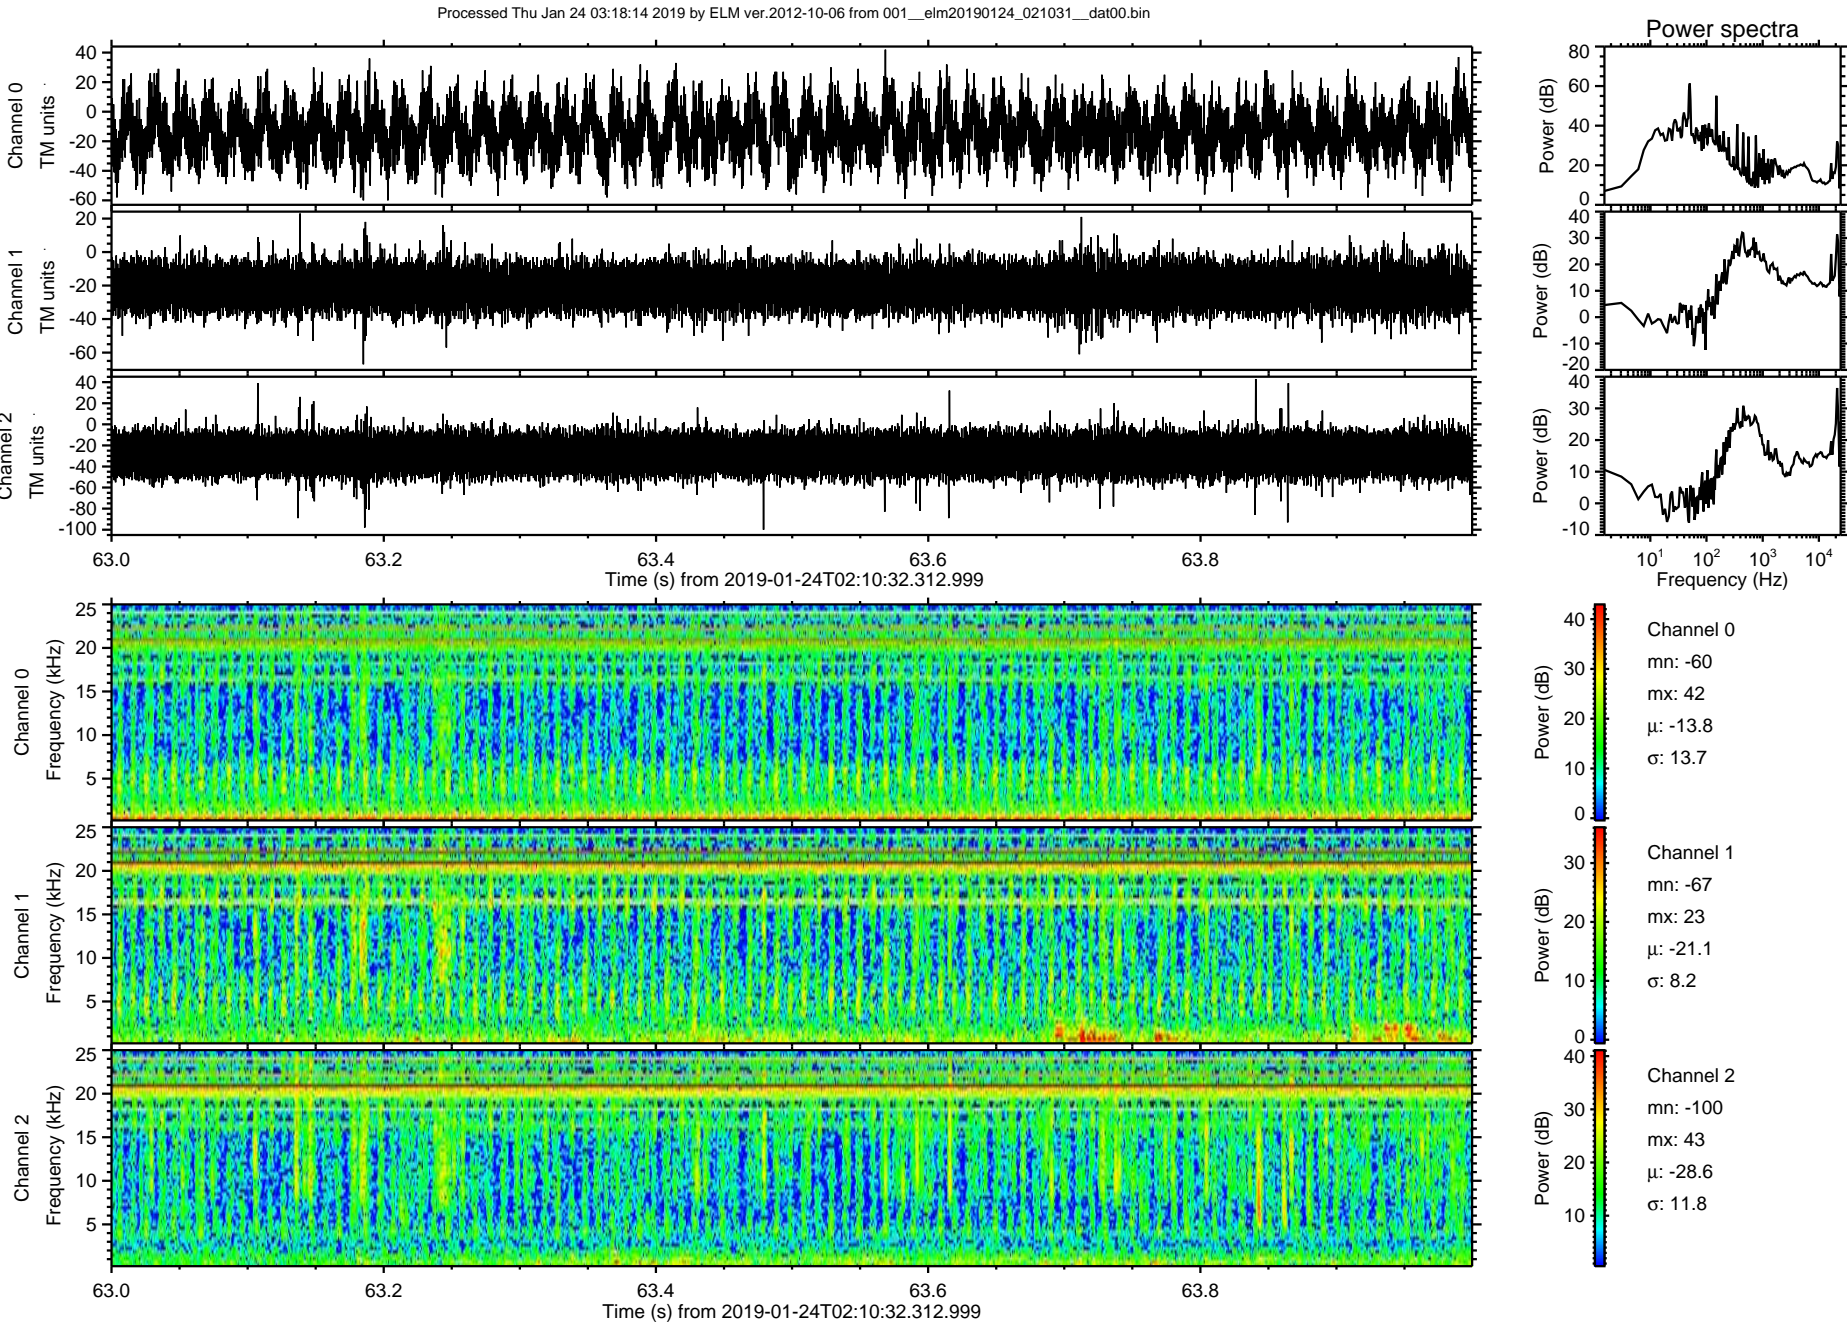 Processed Thu Jan 24 03:18:14 2019 by ELM ver.2012-10-06 from 001__elm20190124_021031__dat00.bin
Power spectra
Channel 0
TM units
40
20
0
-20
-40
-60
Power (dB)
80
60
40
20
0
Channel 1
TM units
20
0
-20
-40
-60
Power (dB)
40
30
20
10
0
-10
-20
Channel 2
TM units
40
20
0
-20
-40
-60
-80
-100
Power (dB)
40
30
20
10
0
-10
63.0 63.2 63.4 63.6 63.8
Time (s) from 2019-01-24T02:10:32.312.999
10^1 10^2 10^3 10^4
Frequency (Hz)
Channel 0
Frequency (kHz)
25
20
15
10
5
Power (dB)
40
30
20
10
0
Channel 0
mn: -60
mx: 42
μ: -13.8
σ: 13.7
Channel 1
Frequency (kHz)
25
20
15
10
5
Power (dB)
30
20
10
0
Channel 1
mn: -67
mx: 23
μ: -21.1
σ: 8.2
Channel 2
Frequency (kHz)
25
20
15
10
5
Power (dB)
40
30
20
10
Channel 2
mn: -100
mx: 43
μ: -28.6
σ: 11.8
63.0 63.2 63.4 63.6 63.8
Time (s) from 2019-01-24T02:10:32.312.999